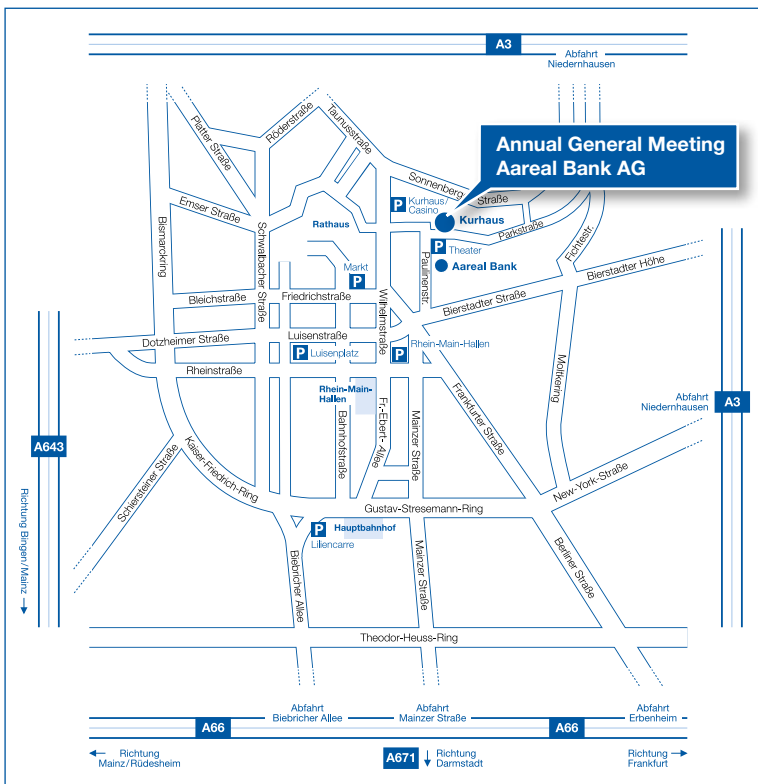 A3
Abfahrt
Niedernhausen
Annual General Meeting
Aareal Bank AG
Platter Straße
Röderstraße
Taunusstraße
Sonnenberg
Straße
Kurhaus/
Casino
P
Kurhaus
Parkstraße
Emser Straße
Bismarckring
Schwalbacher Straße
Rathaus
P
Theater
Aareal Bank
Paulinenstr.
Fichtestr.
Markt
P
Bierstadter Straße
Bierstadter Höhe
Bleichstraße
Friedrichstraße
Wilhelmstraße
Dotzheimer Straße
Luisenstraße
P Luisenplatz
P
Rhein-Main-Hallen
Rheinstraße
Rhein-Main-
Hallen
Bahnhofstraße
Fr.-Ebert-Allee
Mainzer Straße
Frankfurter Straße
Moltkering
Abfahrt
Niedernhausen
A3
A643
Richtung Bingen/Mainz
Schiersteiner Straße
Kaiser-Friedrich-Ring
New-York-Straße
Gustav-Stresemann-Ring
P
Hauptbahnhof
Liliencarre
Biebricher Allee
Mainzer Straße
Berliner Straße
Theodor-Heuss-Ring
Abfahrt
Biebricher Allee
Abfahrt
Mainzer Straße
Abfahrt
Erbenheim
A66
A66
Richtung
Mainz/Rüdesheim
A671
Richtung
Darmstadt
Richtung
Frankfurt